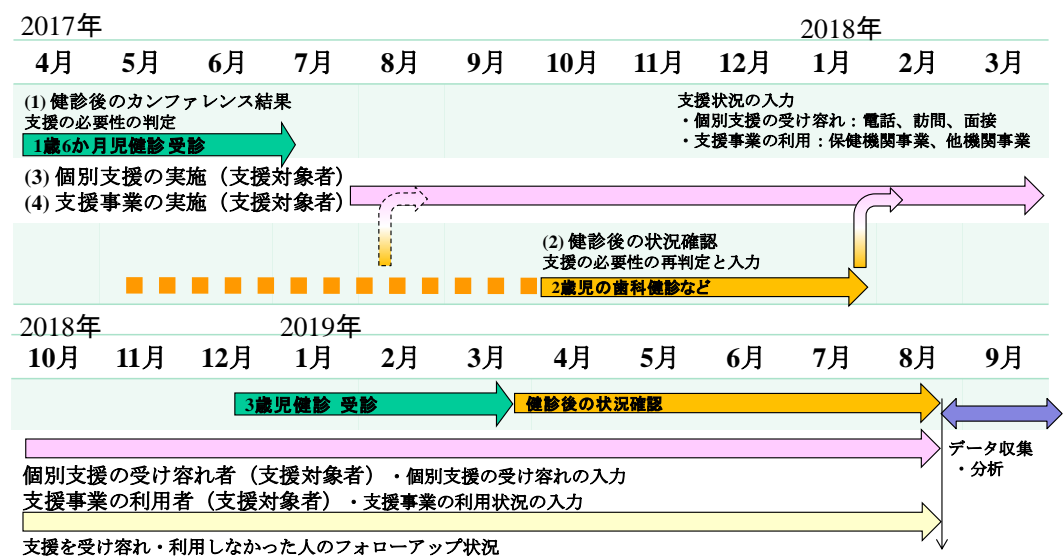 2017年
2018年
4月 5月 6月 7月 8月 9月 10月 11月 12月 1月 2月 3月
(1) 健診後のカンファレンス結果
支援の必要性の判定
1歳6か月児健診 受診
支援状況の入力
・個別支援の受け容れ：電話、訪問、面接
・支援事業の利用：保健機関事業、他機関事業
(3) 個別支援の実施（支援対象者）
(4) 支援事業の実施（支援対象者）
(2) 健診後の状況確認
支援の必要性の再判定と入力
2歳児の歯科健診など
2018年
2019年
10月 11月 12月 1月 2月 3月 4月 5月 6月 7月 8月 9月
3歳児健診 受診
健診後の状況確認
データ収集
・分析
個別支援の受け容れ者（支援対象者）・個別支援の受け容れの入力
支援事業の利用者（支援対象者）・支援事業の利用状況の入力
支援を受け容れ・利用しなかった人のフォローアップ状況